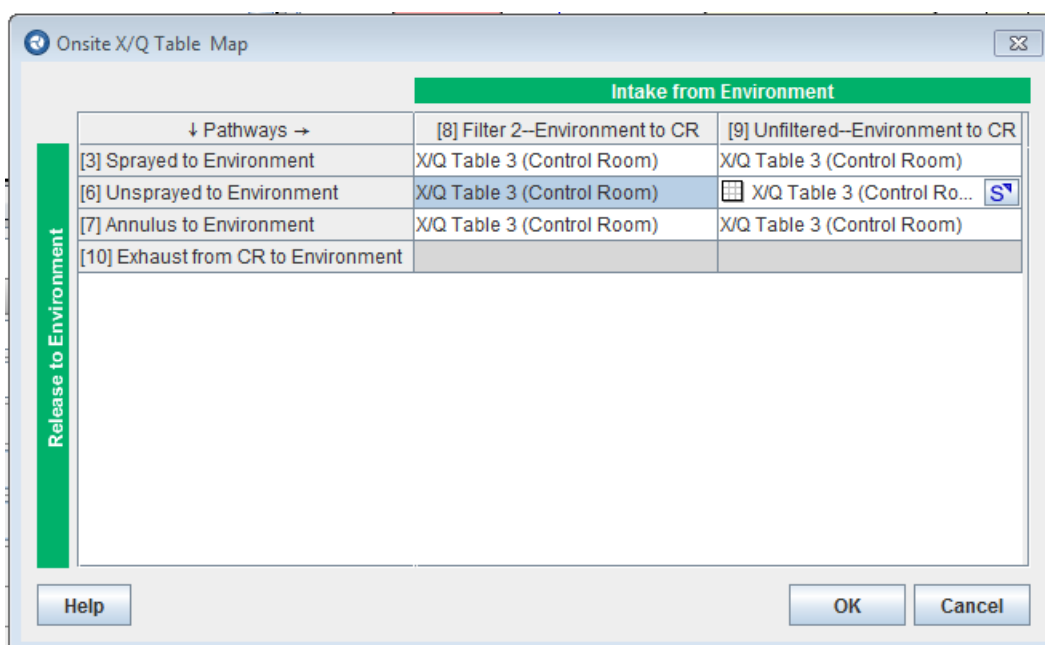 Onsite X/Q Table Map
Intake from Environment
↓ Pathways → [8] Filter 2--Environment to CR [9] Unfiltered--Environment to CR
[3] Sprayed to Environment X/Q Table 3 (Control Room) X/Q Table 3 (Control Room)
[6] Unsprayed to Environment X/Q Table 3 (Control Room) X/Q Table 3 (Control Ro... S
[7] Annulus to Environment X/Q Table 3 (Control Room) X/Q Table 3 (Control Room)
[10] Exhaust from CR to Environment
Release to Environment
Help OK Cancel